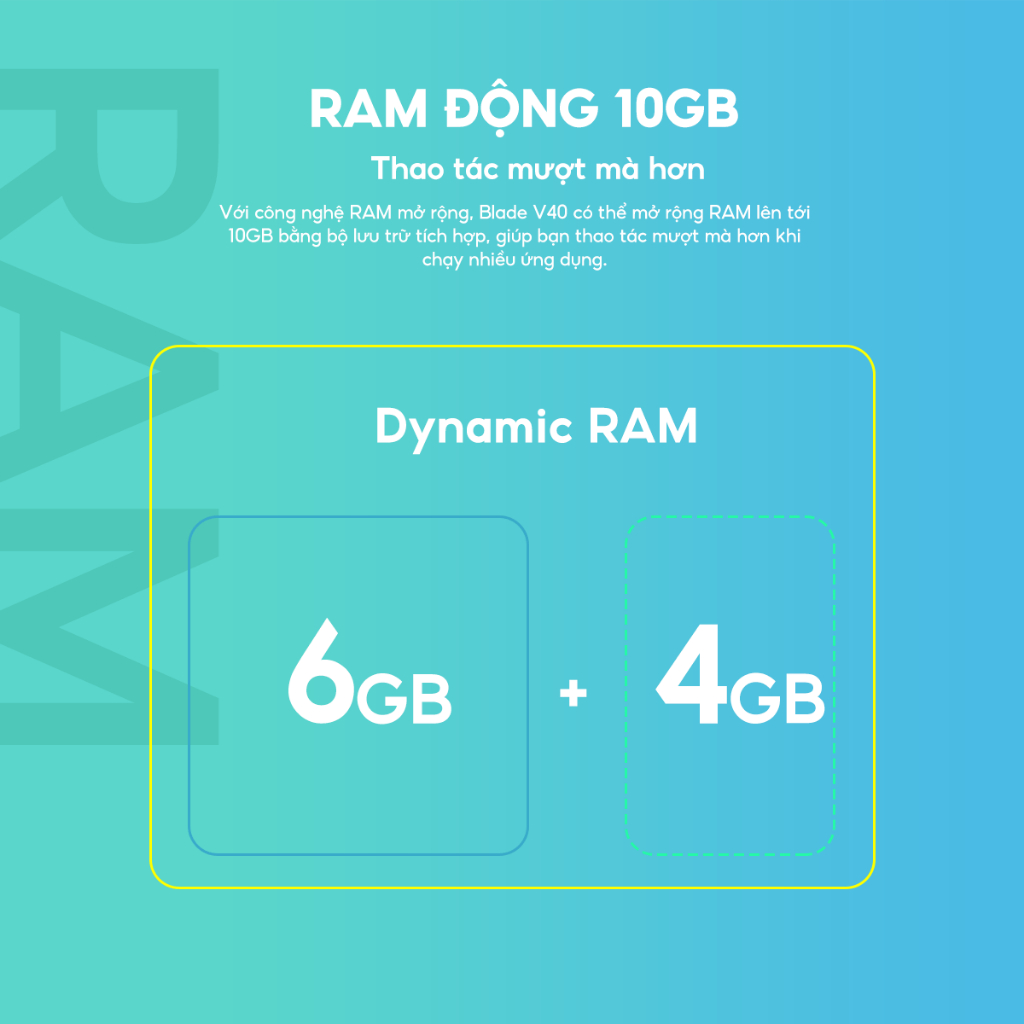 RAM
RAM ĐỘNG 10GB
Thao tác mượt mà hơn
Với công nghệ RAM mở rộng, Blade V40 có thể mở rộng RAM lên tới
10GB bằng bộ lưu trữ tích hợp, giúp bạn thao tác mượt mà hơn khi
chạy nhiều ứng dụng.
Dynamic RAM
6GB + 4GB